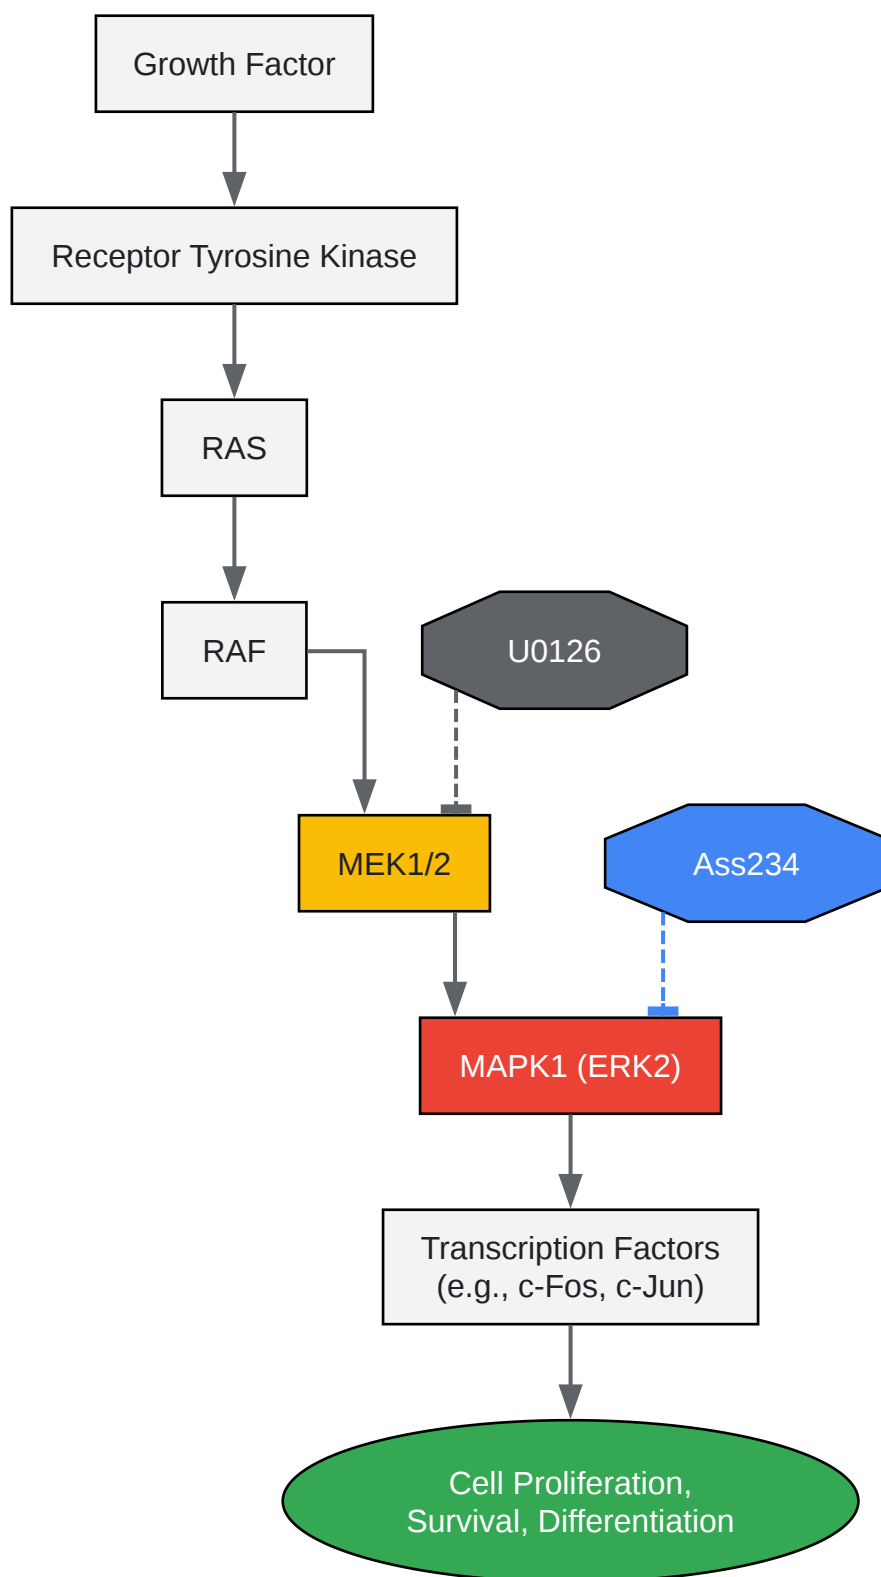 Growth Factor
Receptor Tyrosine Kinase
RAS
RAF
U0126
MEK1/2
Ass234
MAPK1 (ERK2)
Transcription Factors
(e.g., c-Fos, c-Jun)
Cell Proliferation,
Survival, Differentiation